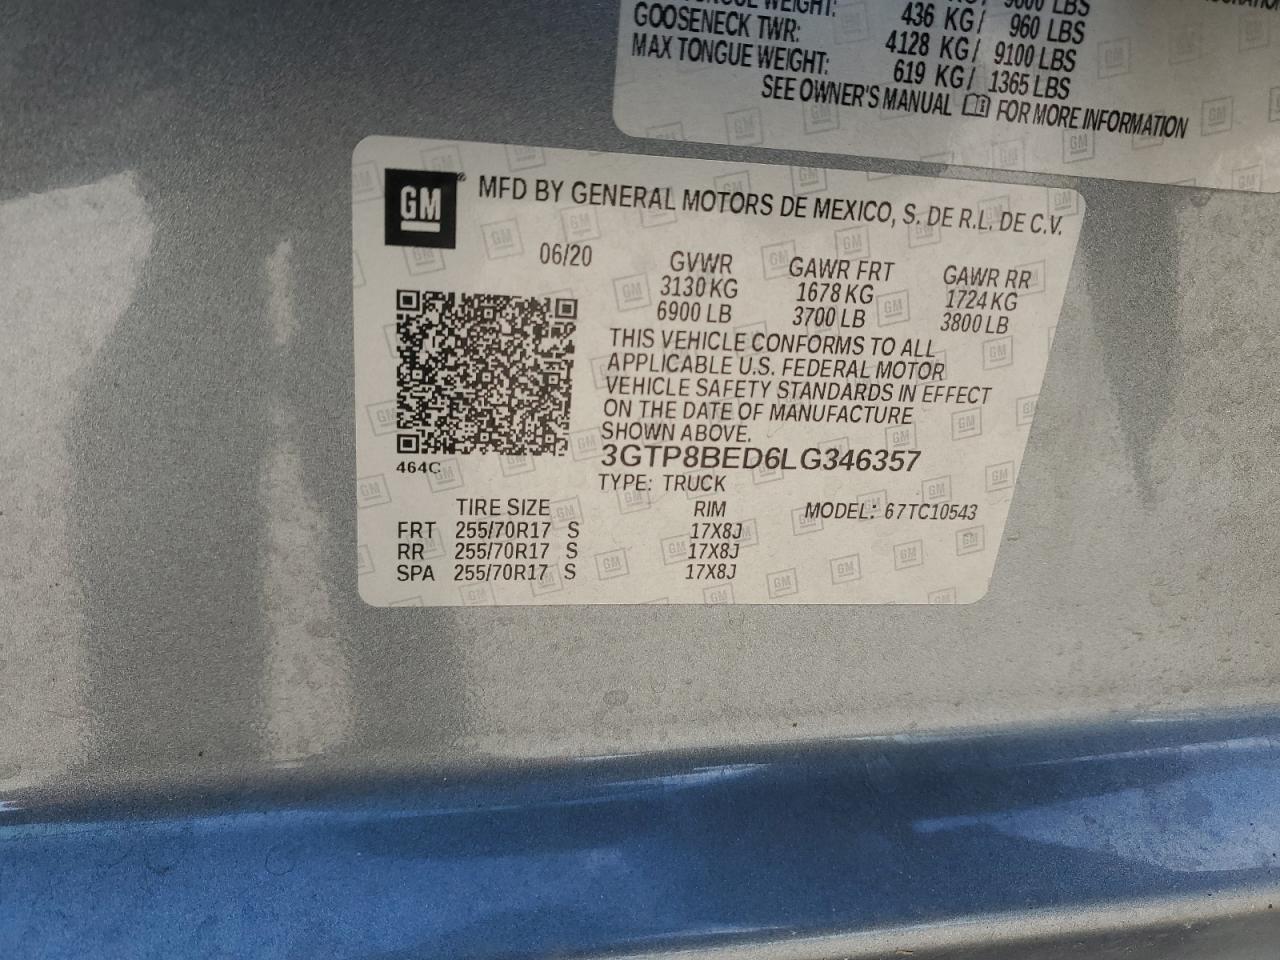 TONGUE WEIGHT:
436 KG/ 960 LBS
GOOSENECK TWR: 4128 KG/ 9100 LBS
MAX TONGUE WEIGHT: 619 KG/ 1365 LBS
SEE OWNER'S MANUAL FOR MORE INFORMATION
GM MFD BY GENERAL MOTORS DE MEXICO, S. DE R.L. DE C.V.
06/20 GVWR GAWR FRT GAWR RR
3130 KG 1678 KG 1724 KG
6900 LB 3700 LB 3800 LB
THIS VEHICLE CONFORMS TO ALL
APPLICABLE U.S. FEDERAL MOTOR
VEHICLE SAFETY STANDARDS IN EFFECT
ON THE DATE OF MANUFACTURE
SHOWN ABOVE.
464C
3GTP8BED6LG346357
TYPE: TRUCK
TIRE SIZE RIM MODEL: 67TC10543
FRT 255/70R17 S 17X8J
RR 255/70R17 S 17X8J
SPA 255/70R17 S 17X8J